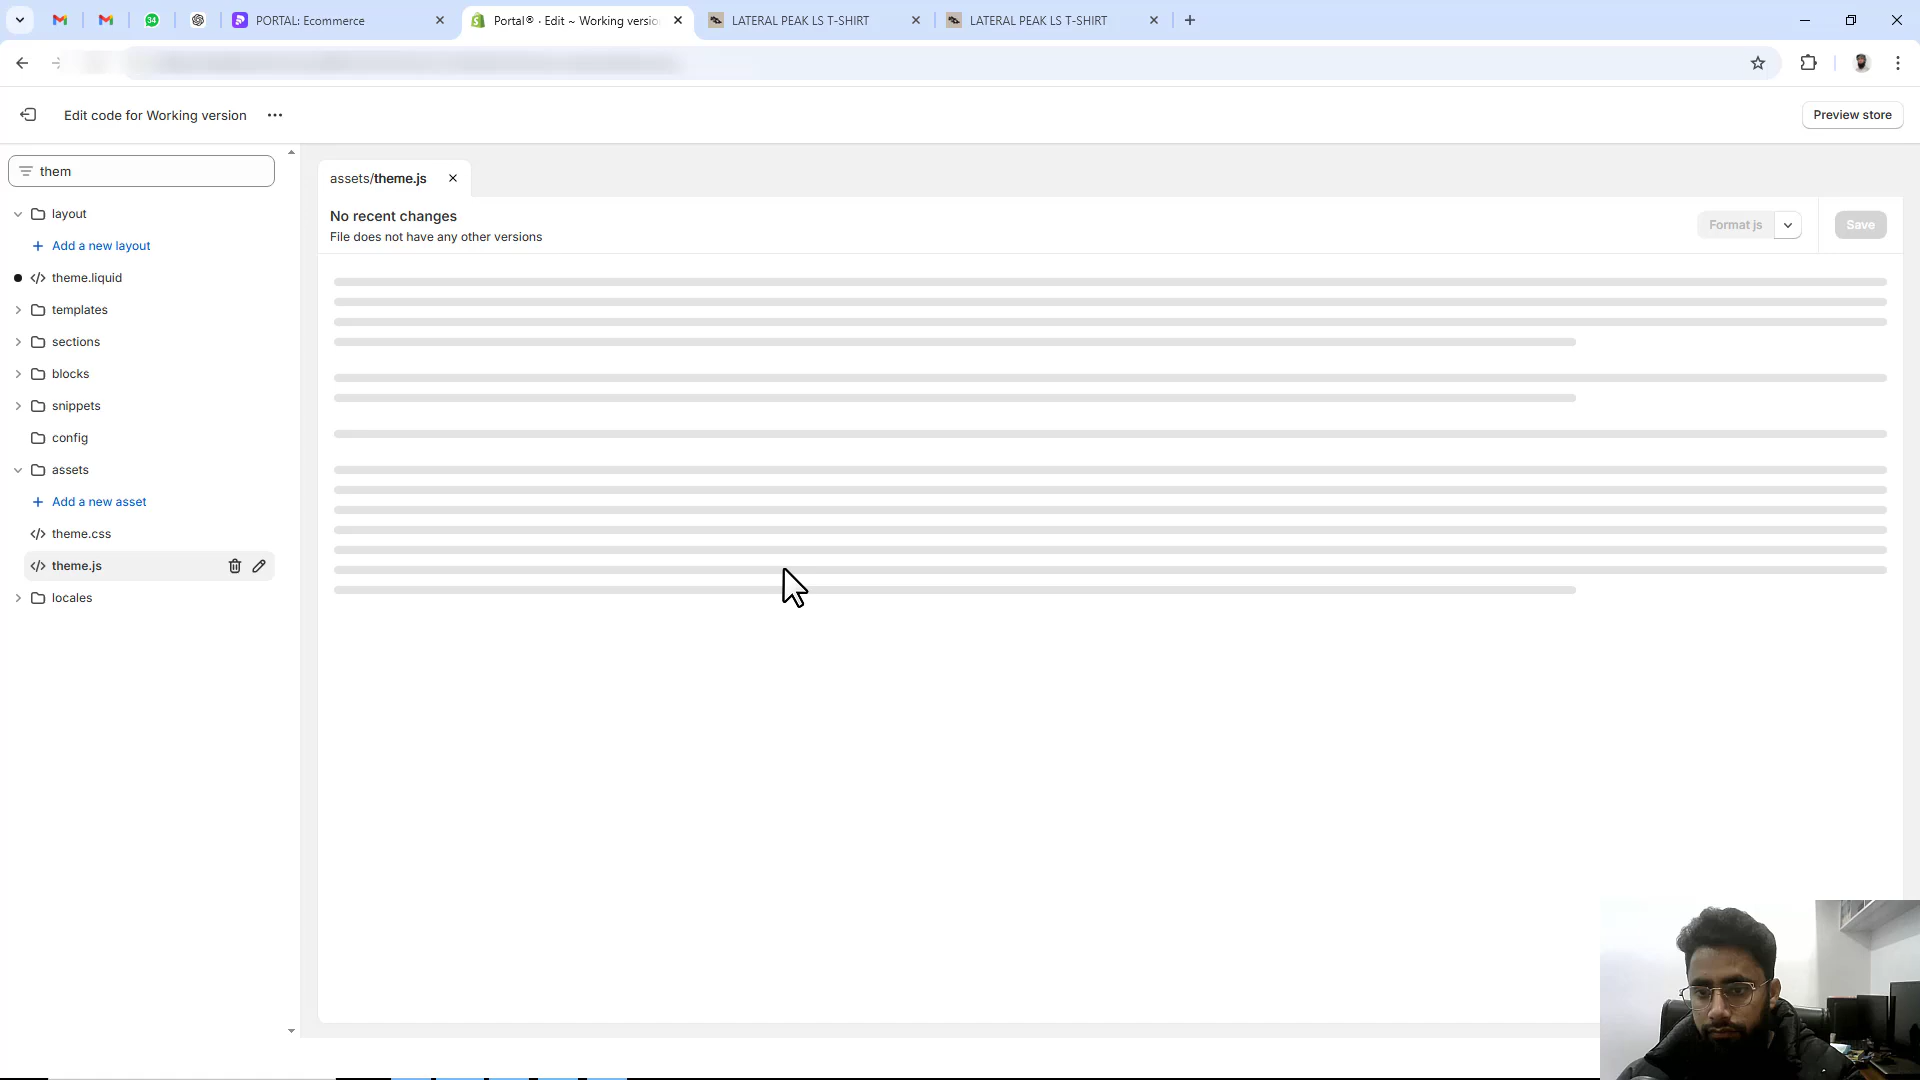 34
PORTAL: Ecommerce
Portal® · Edit ~ Working versio
LATERAL PEAK LS T-SHIRT
LATERAL PEAK LS T-SHIRT
Edit code for Working version
Preview store
them
layout
Add a new layout
theme.liquid
templates
sections
blocks
snippets
config
assets
Add a new asset
theme.css
theme.js
locales
assets/theme.js
No recent changes
File does not have any other versions
Format js
Save